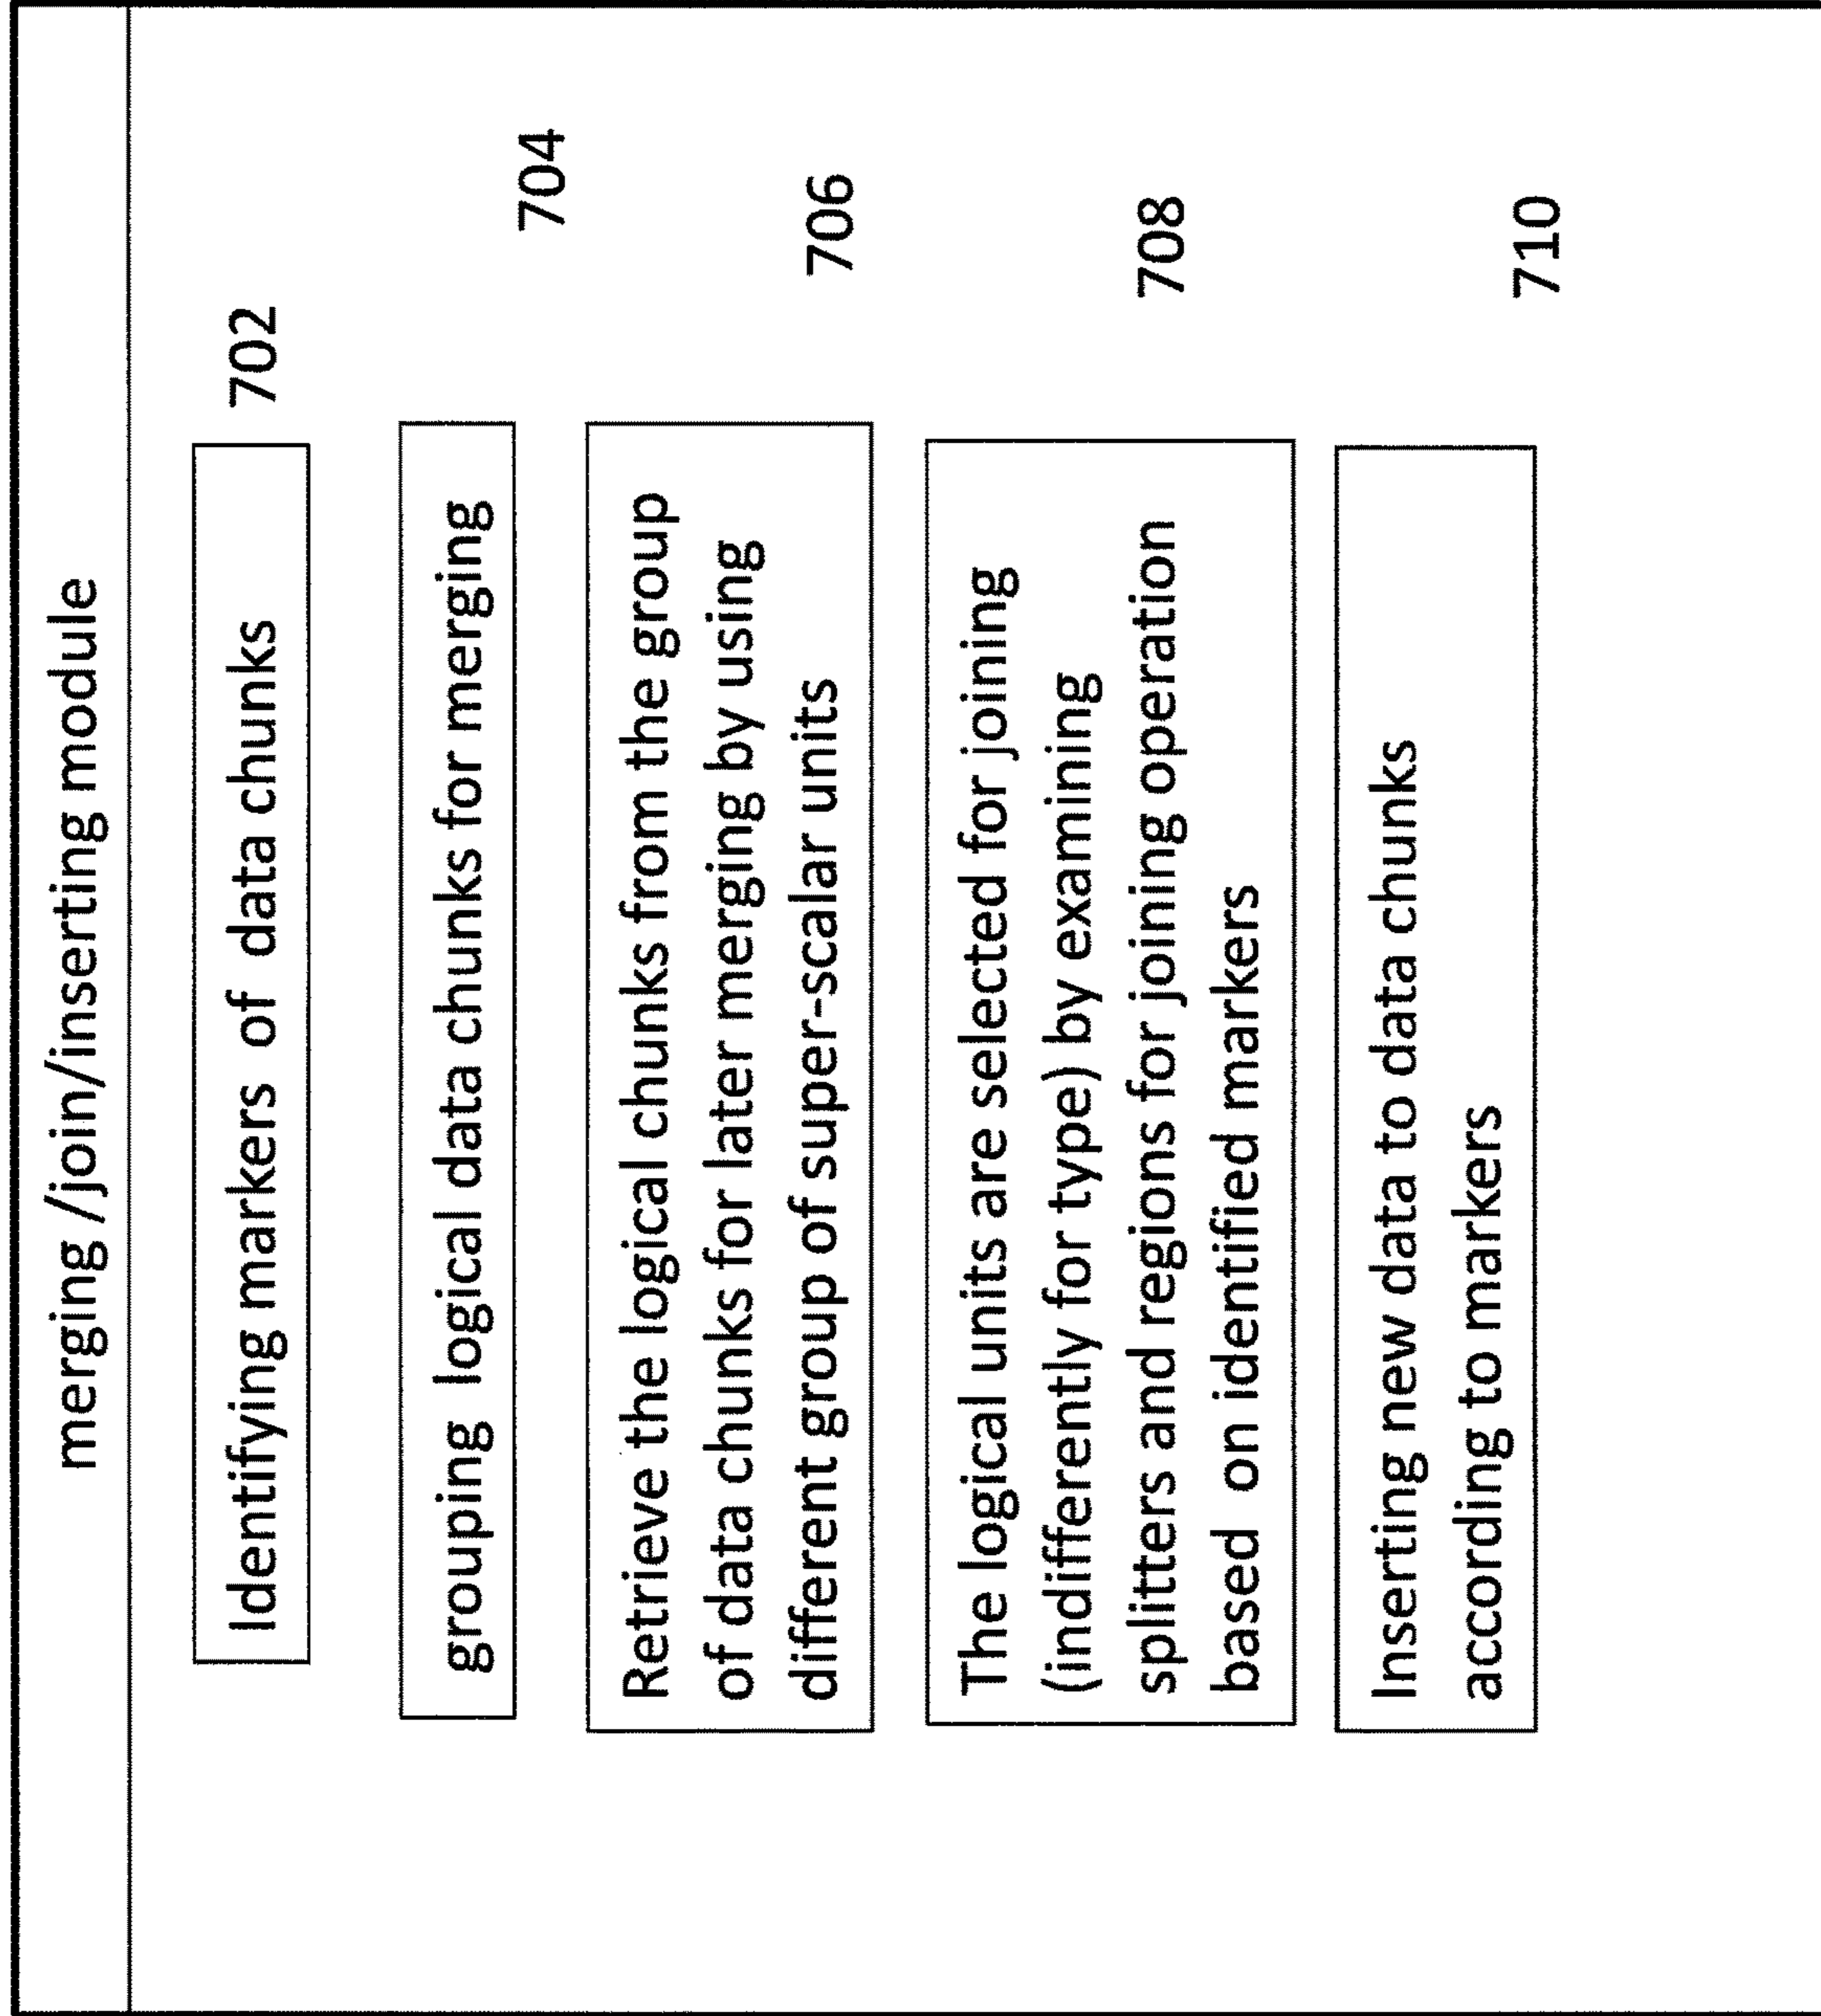 merging /join/inserting module
Identifying markers of data chunks
702
grouping logical data chunks for merging
704
Retrieve the logical chunks from the group
of data chunks for later merging by using
different group of super-scalar units
706
The logical units are selected for joining
(indifferently for type) by examining
splitters and regions for joining operation
based on identified markers
708
Inserting new data to data chunks
according to markers
710